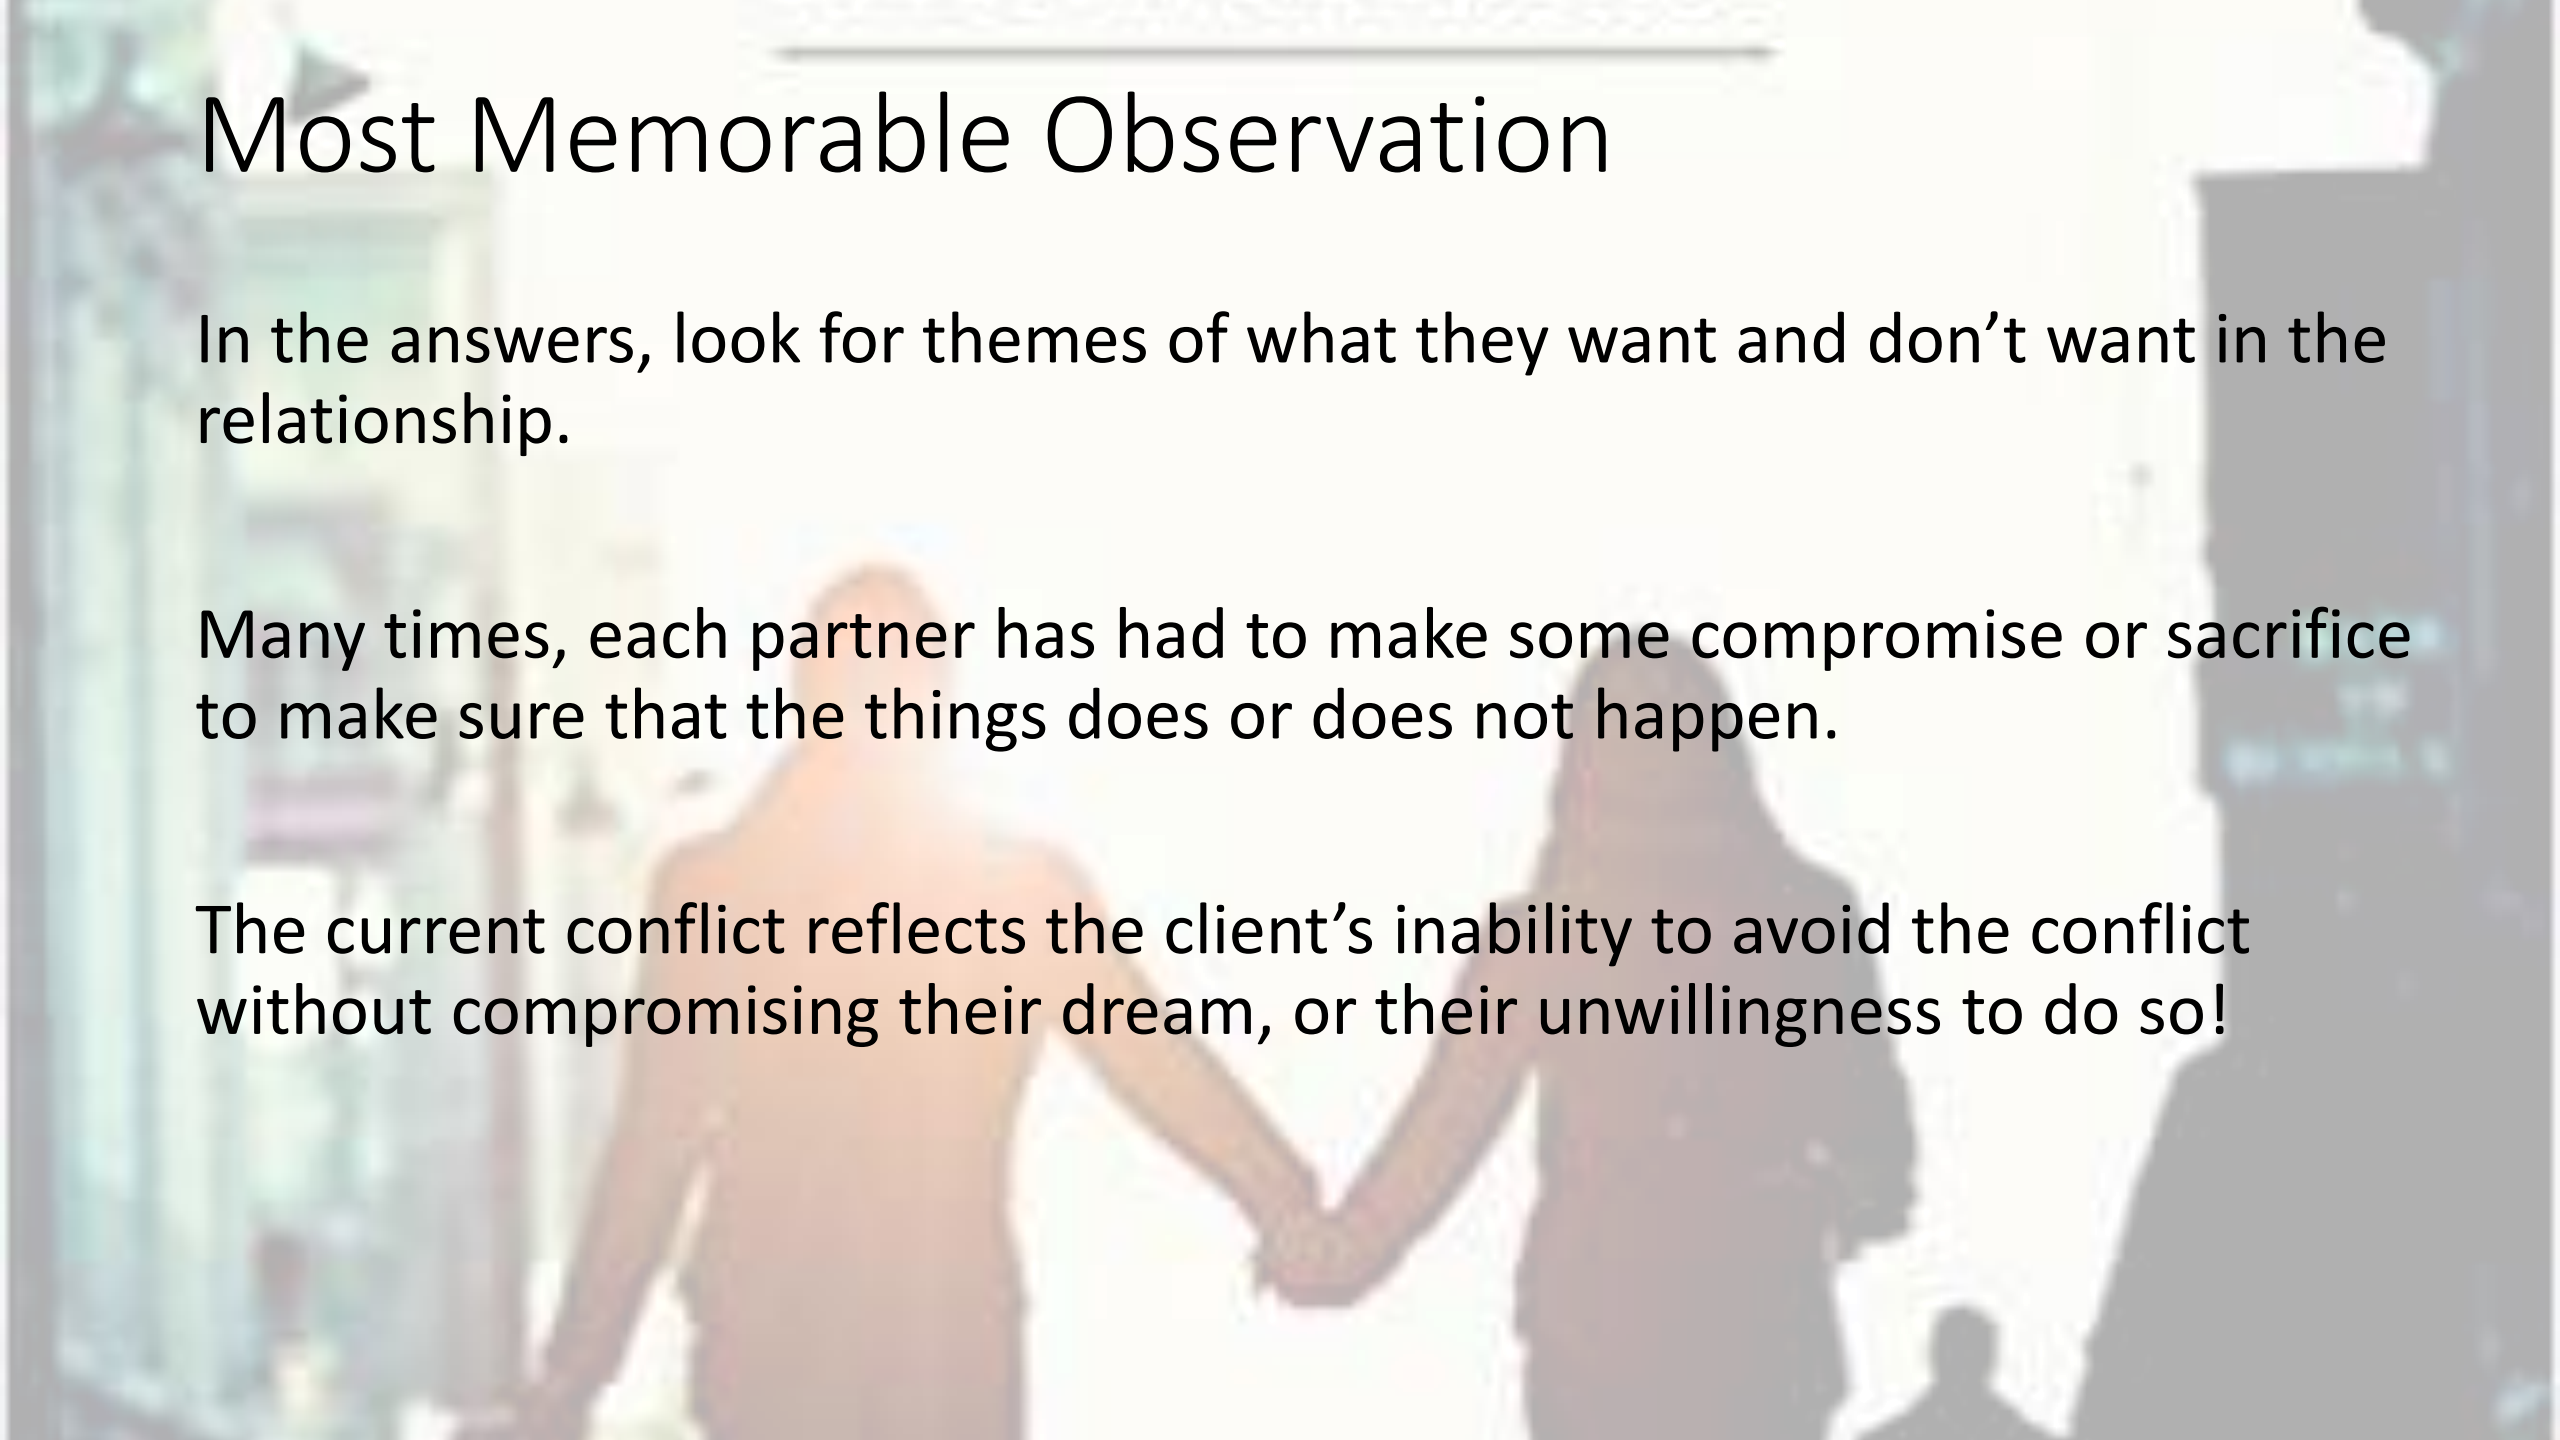 Most Memorable Observation
In the answers, look for themes of what they want and don’t want in the
relationship.
Many times, each partner has had to make some compromise or sacrifice
to make sure that the things does or does not happen.
The current conflict reflects the client’s inability to avoid the conflict
without compromising their dream, or their unwillingness to do so!